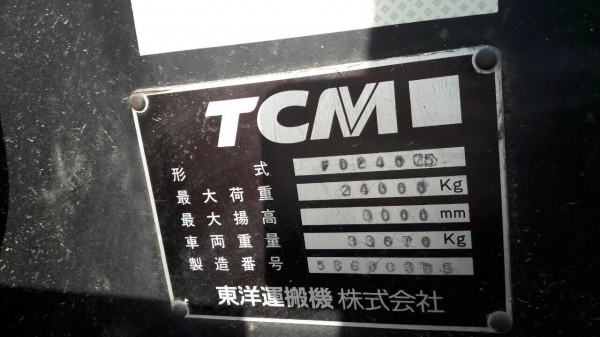 TCM
形式 FD240Z5
最大荷重 24000 Kg
最大揚高 3000 mm
車両重量 33670 Kg
製造番号
東洋運搬機株式会社